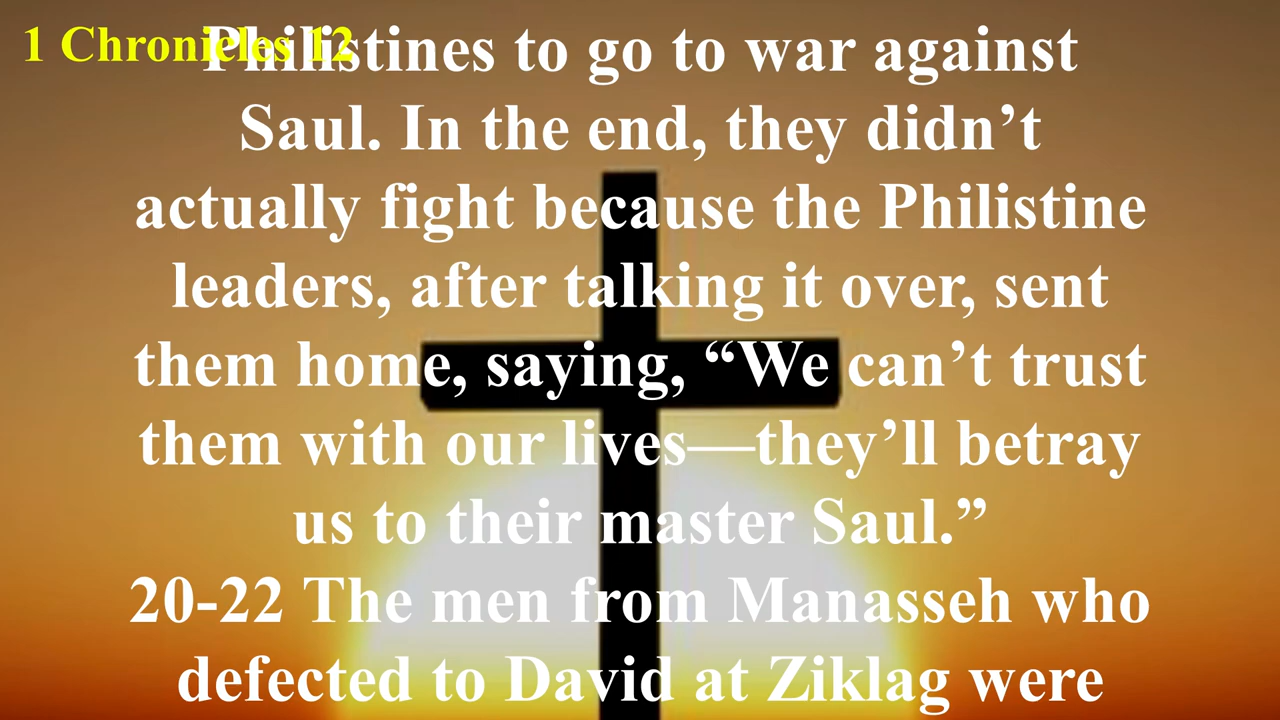 1 Chronicles 12
Philistines to go to war against
Saul. In the end, they didn’t
actually fight because the Philistine
leaders, after talking it over, sent
them home, saying, “We can’t trust
them with our lives—they’ll betray
us to their master Saul.”
20-22 The men from Manasseh who
defected to David at Ziklag were